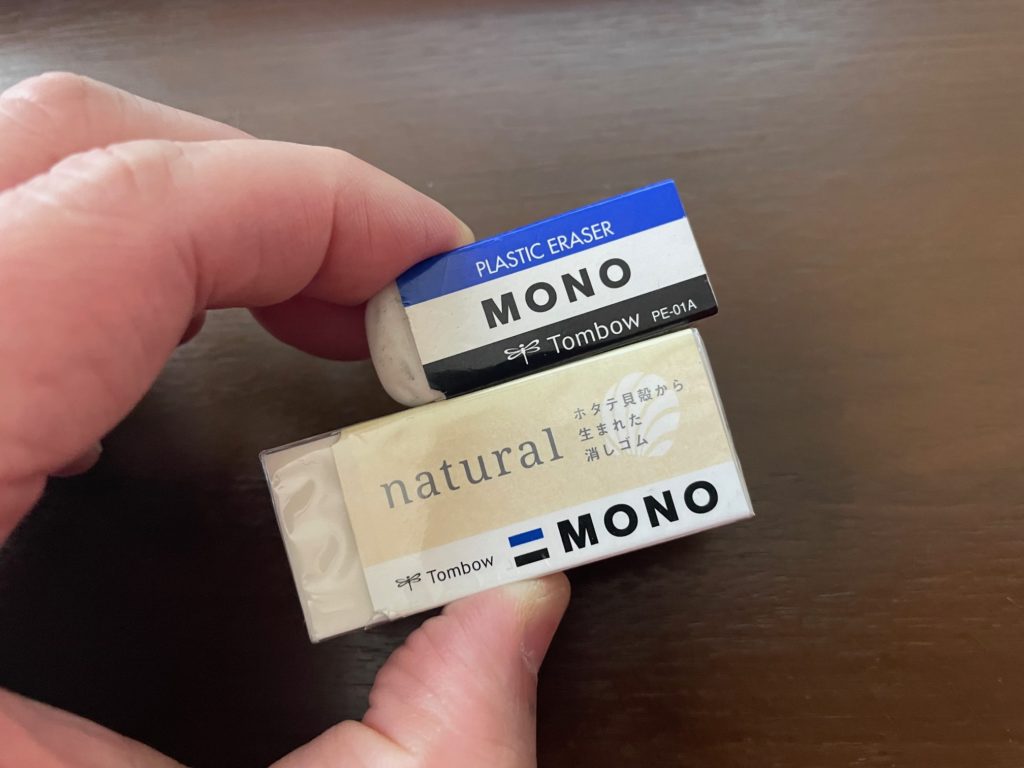 PLASTIC ERASER
MONO
Tombow PE-01A
natural
ホタテ貝殻から
生まれた
消しゴム
Tombow MONO